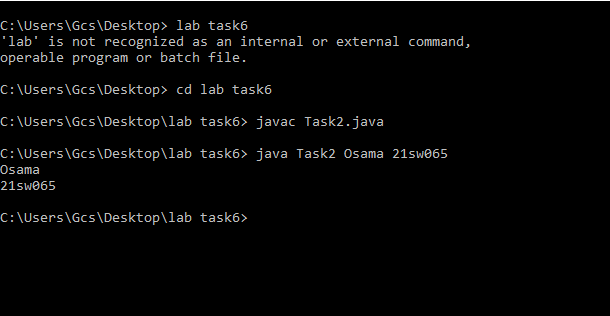 C:\Users\Gcs\Desktop> lab task6
'lab' is not recognized as an internal or external command,
operable program or batch file.
C:\Users\Gcs\Desktop> cd lab task6
C:\Users\Gcs\Desktop\lab task6> javac Task2.java
C:\Users\Gcs\Desktop\lab task6> java Task2 Osama 21sw065
Osama
21sw065
C:\Users\Gcs\Desktop\lab task6>